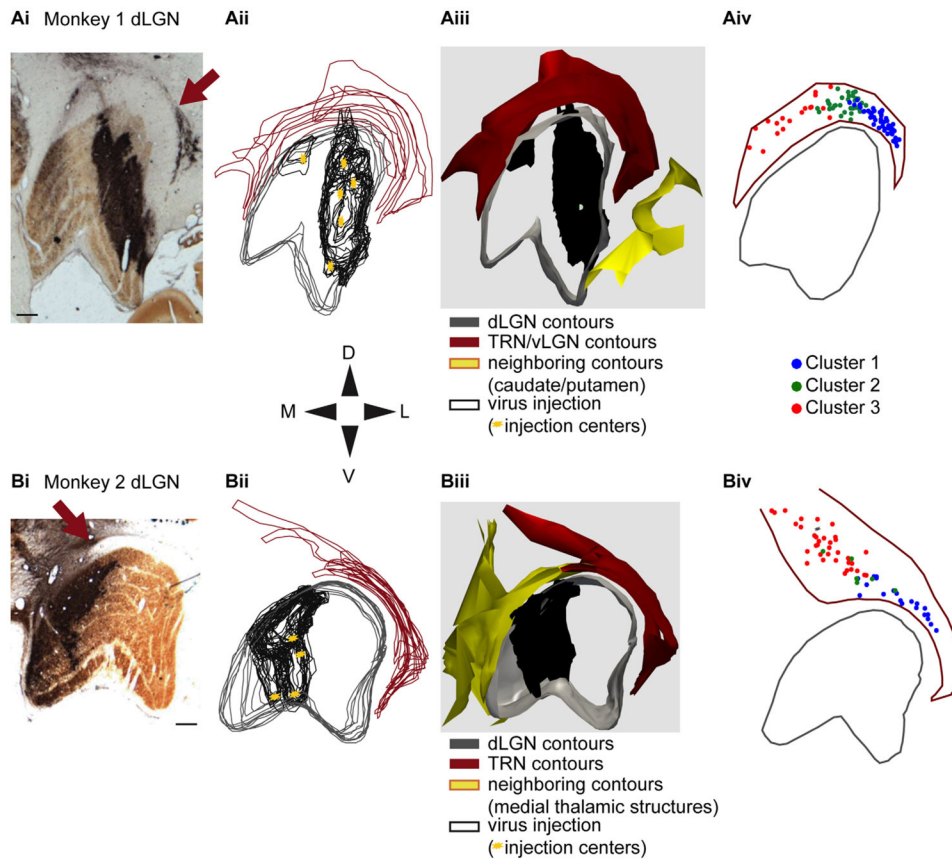 Ai Monkey 1 dLGN
Aii
Aiii
Aiv
dLGN contours
TRN/vLGN contours
neighboring contours
(caudate/putamen)
virus injection
( injection centers)
Cluster 1
Cluster 2
Cluster 3
D
M L
V
Bi Monkey 2 dLGN
Bii
Biii
Biv
dLGN contours
TRN contours
neighboring contours
(medial thalamic structures)
virus injection
( injection centers)